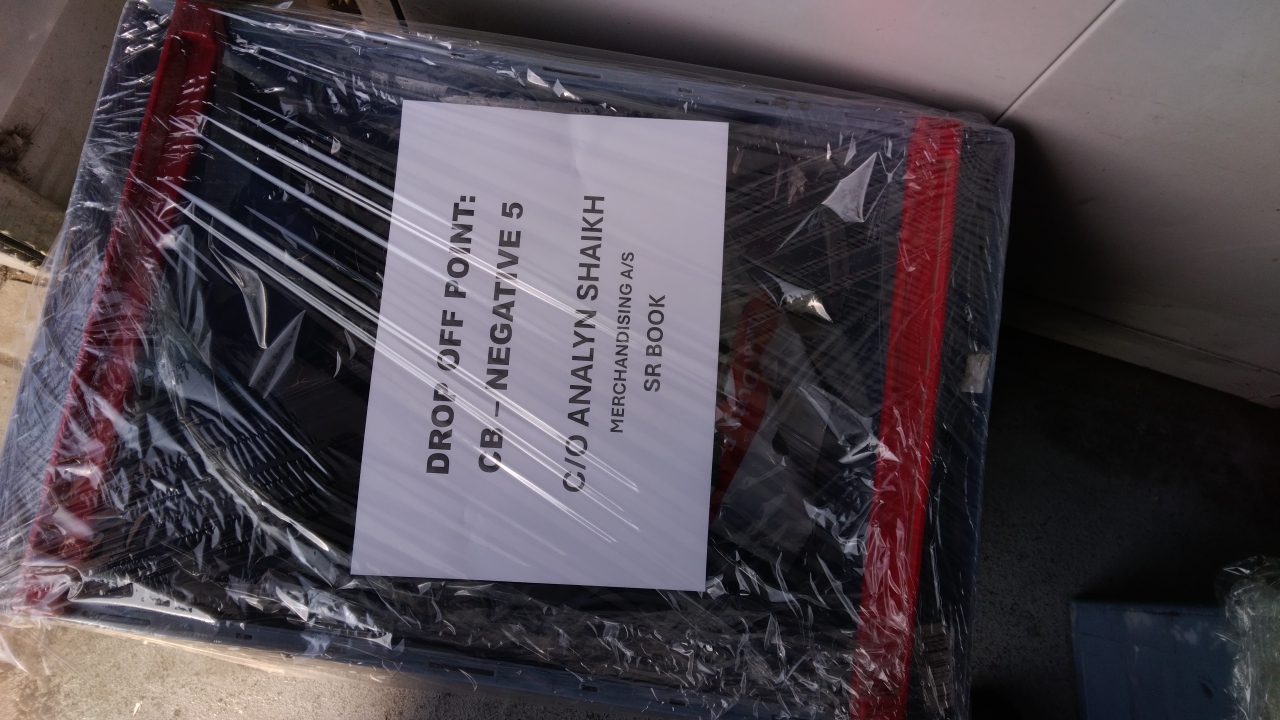 DROP OFF POINT:
CB – NEGATIVE 5
C/O ANALYN SHAIKH
MERCHANDISING A/S
SR BOOK